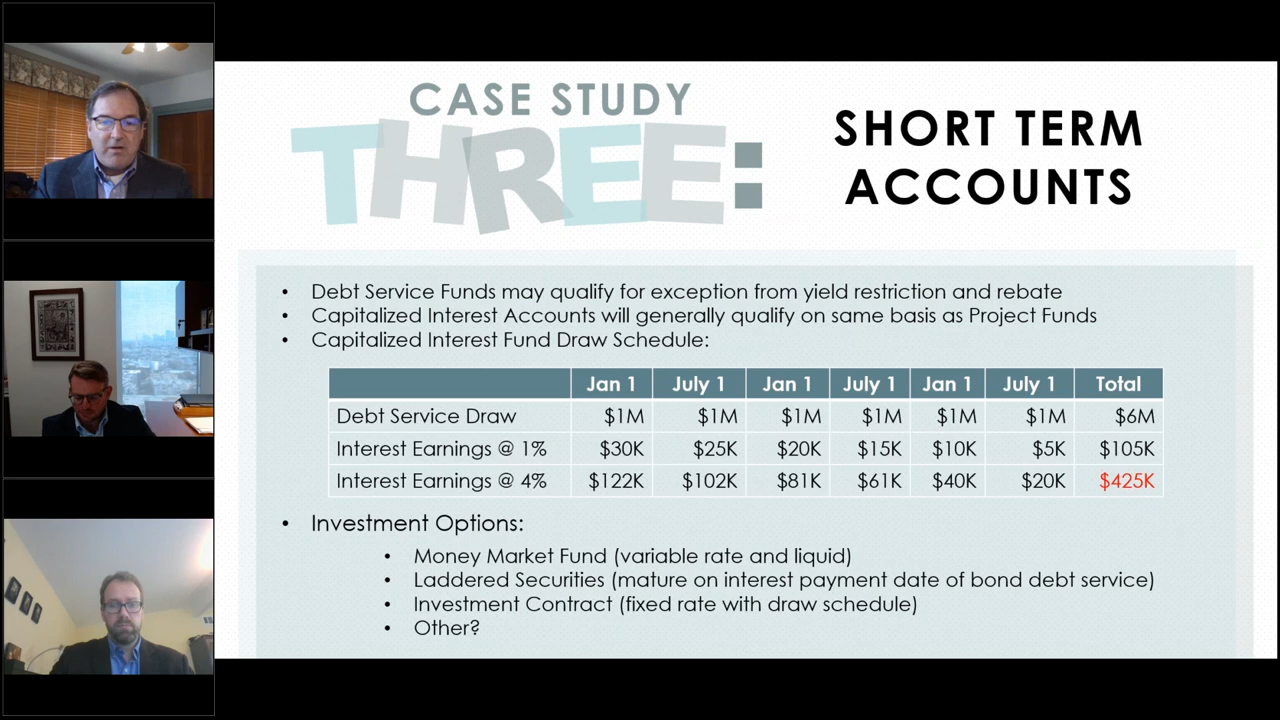 CASE STUDY
THREE:
SHORT TERM
ACCOUNTS
• Debt Service Funds may qualify for exception from yield restriction and rebate
• Capitalized Interest Accounts will generally qualify on same basis as Project Funds
• Capitalized Interest Fund Draw Schedule:
Jan 1 July 1 Jan 1 July 1 Jan 1 July 1 Total
Debt Service Draw $1M $1M $1M $1M $1M $1M $6M
Interest Earnings @ 1% $30K $25K $20K $15K $10K $5K $105K
Interest Earnings @ 4% $122K $102K $81K $61K $40K $20K $425K
• Investment Options:
• Money Market Fund (variable rate and liquid)
• Laddered Securities (mature on interest payment date of bond debt service)
• Investment Contract (fixed rate with draw schedule)
• Other?